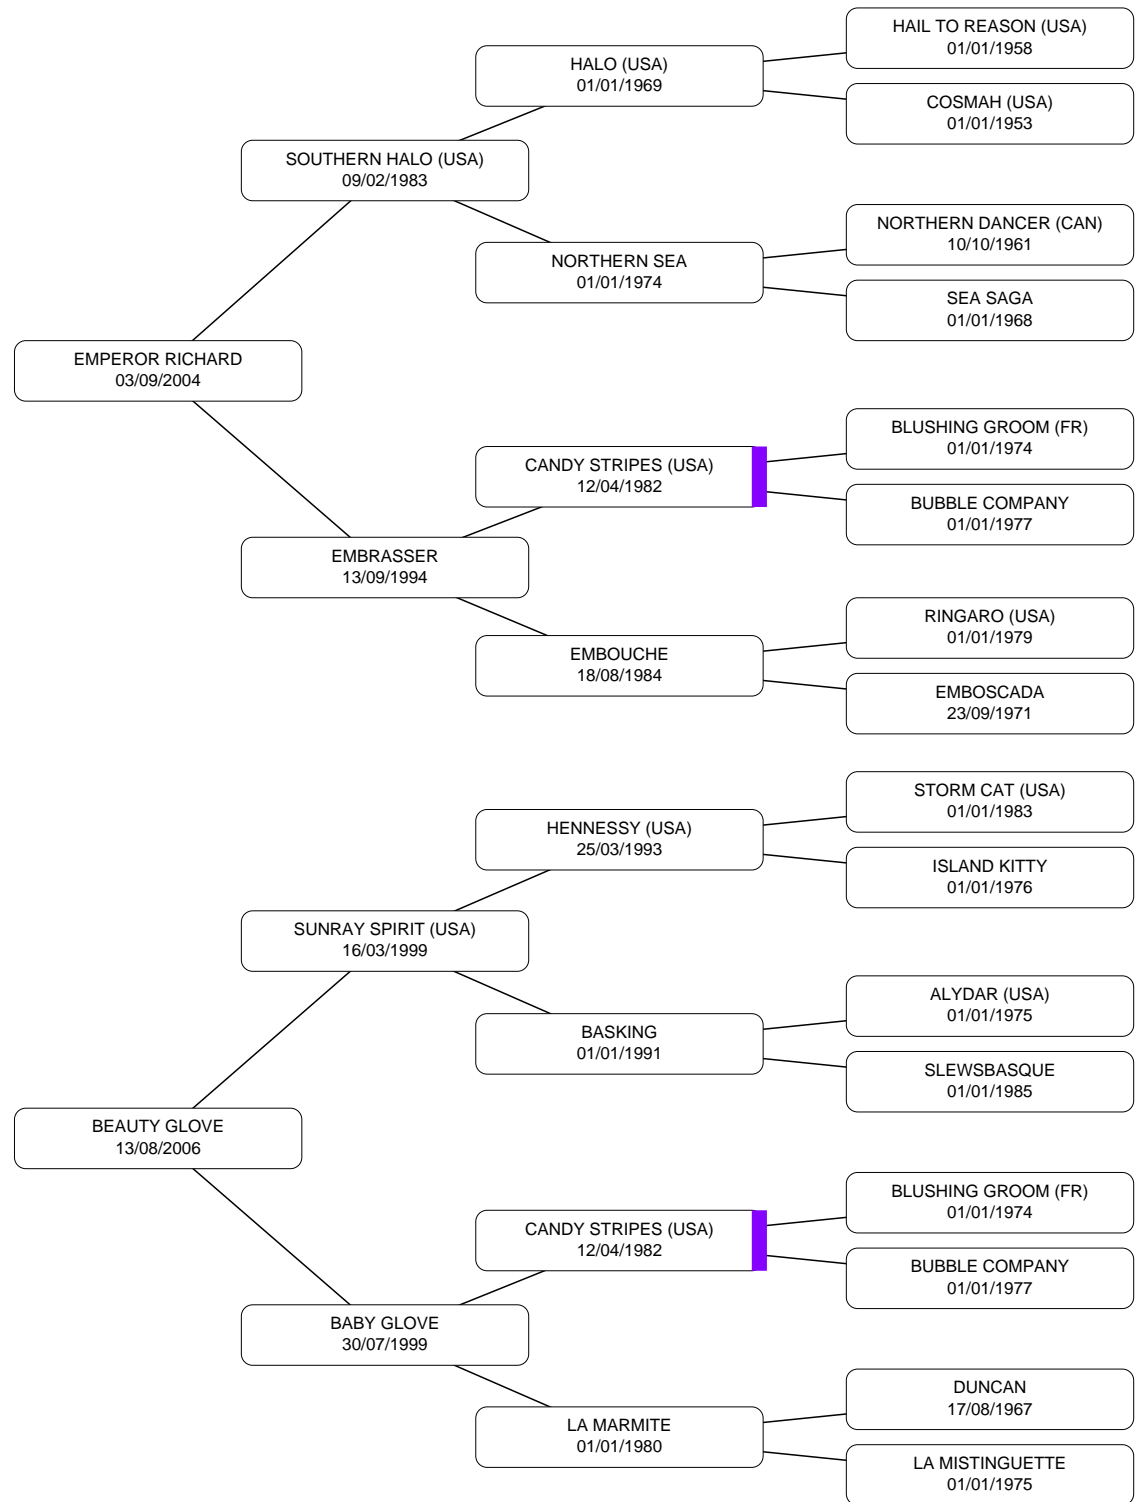 HAIL TO REASON (USA)
01/01/1958
HALO (USA)
01/01/1969
COSMAH (USA)
01/01/1953
SOUTHERN HALO (USA)
09/02/1983
NORTHERN DANCER (CAN)
10/10/1961
NORTHERN SEA
01/01/1974
SEA SAGA
01/01/1968
EMPEROR RICHARD
03/09/2004
BLUSHING GROOM (FR)
01/01/1974
CANDY STRIPES (USA)
12/04/1982
BUBBLE COMPANY
01/01/1977
EMBRASSER
13/09/1994
RINGARO (USA)
01/01/1979
EMBOUCHE
18/08/1984
EMBOSCADA
23/09/1971
STORM CAT (USA)
01/01/1983
HENNESSY (USA)
25/03/1993
ISLAND KITTY
01/01/1976
SUNRAY SPIRIT (USA)
16/03/1999
ALYDAR (USA)
01/01/1975
BASKING
01/01/1991
SLEWSBASQUE
01/01/1985
BEAUTY GLOVE
13/08/2006
BLUSHING GROOM (FR)
01/01/1974
CANDY STRIPES (USA)
12/04/1982
BUBBLE COMPANY
01/01/1977
BABY GLOVE
30/07/1999
DUNCAN
17/08/1967
LA MARMITE
01/01/1980
LA MISTINGUETTE
01/01/1975